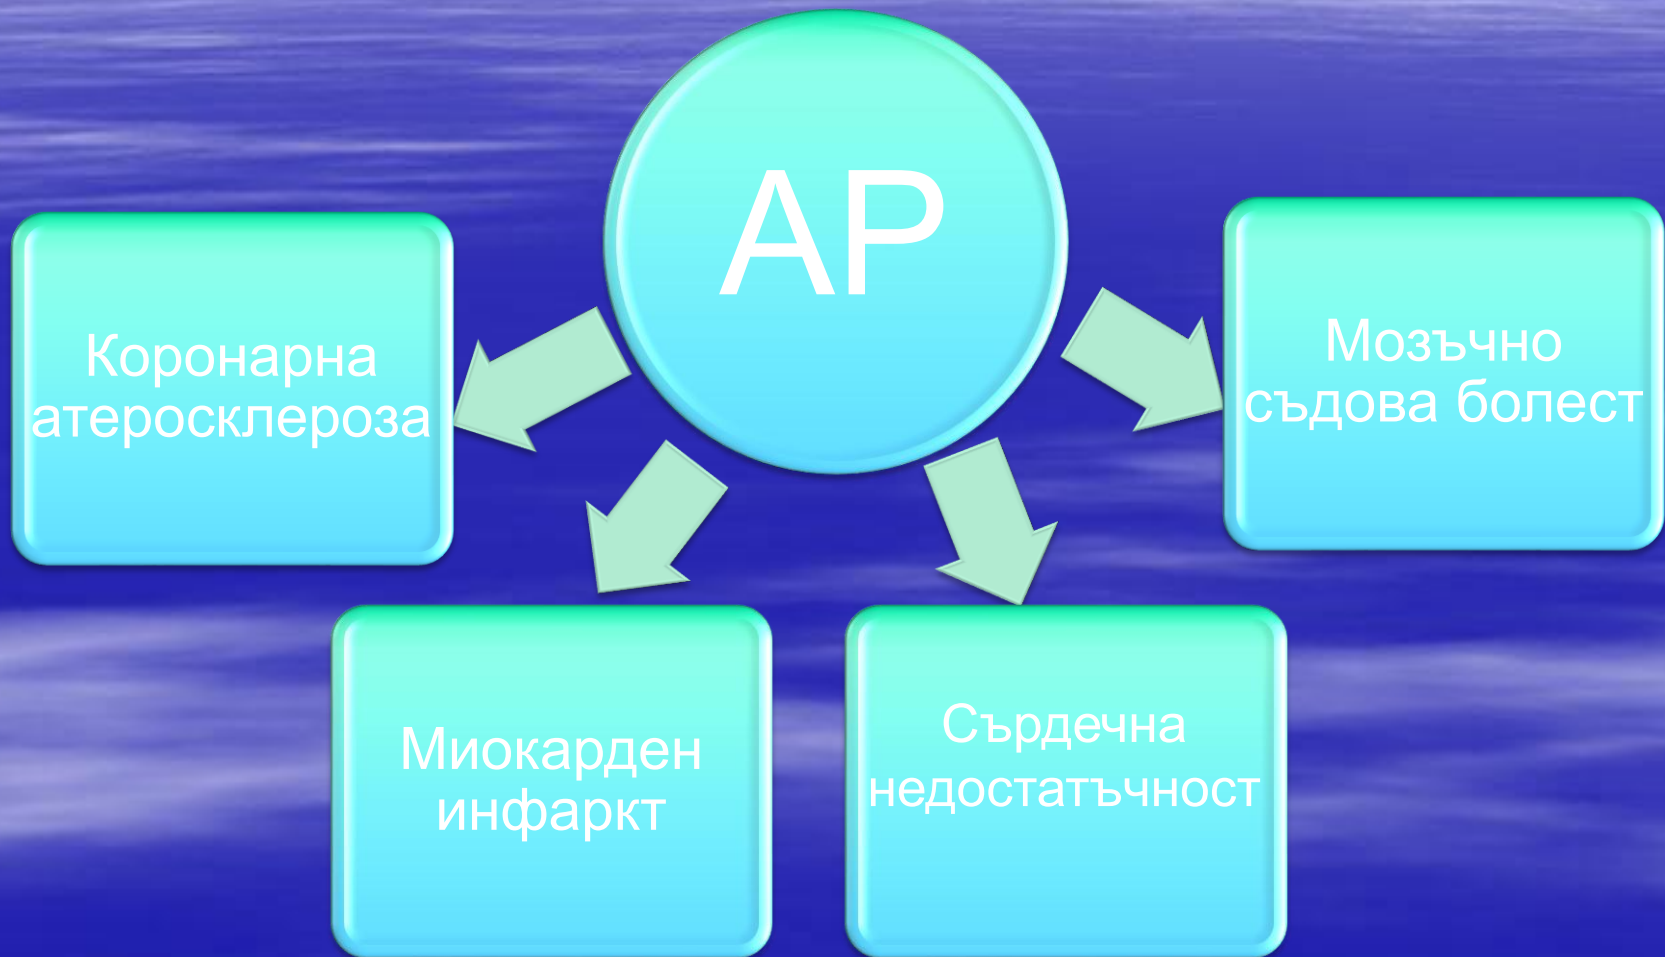 АР
Коронарна
атеросклероза
Миокарден
инфаркт
Сърдечна
недостатъчност
Мозъчно
съдова болест